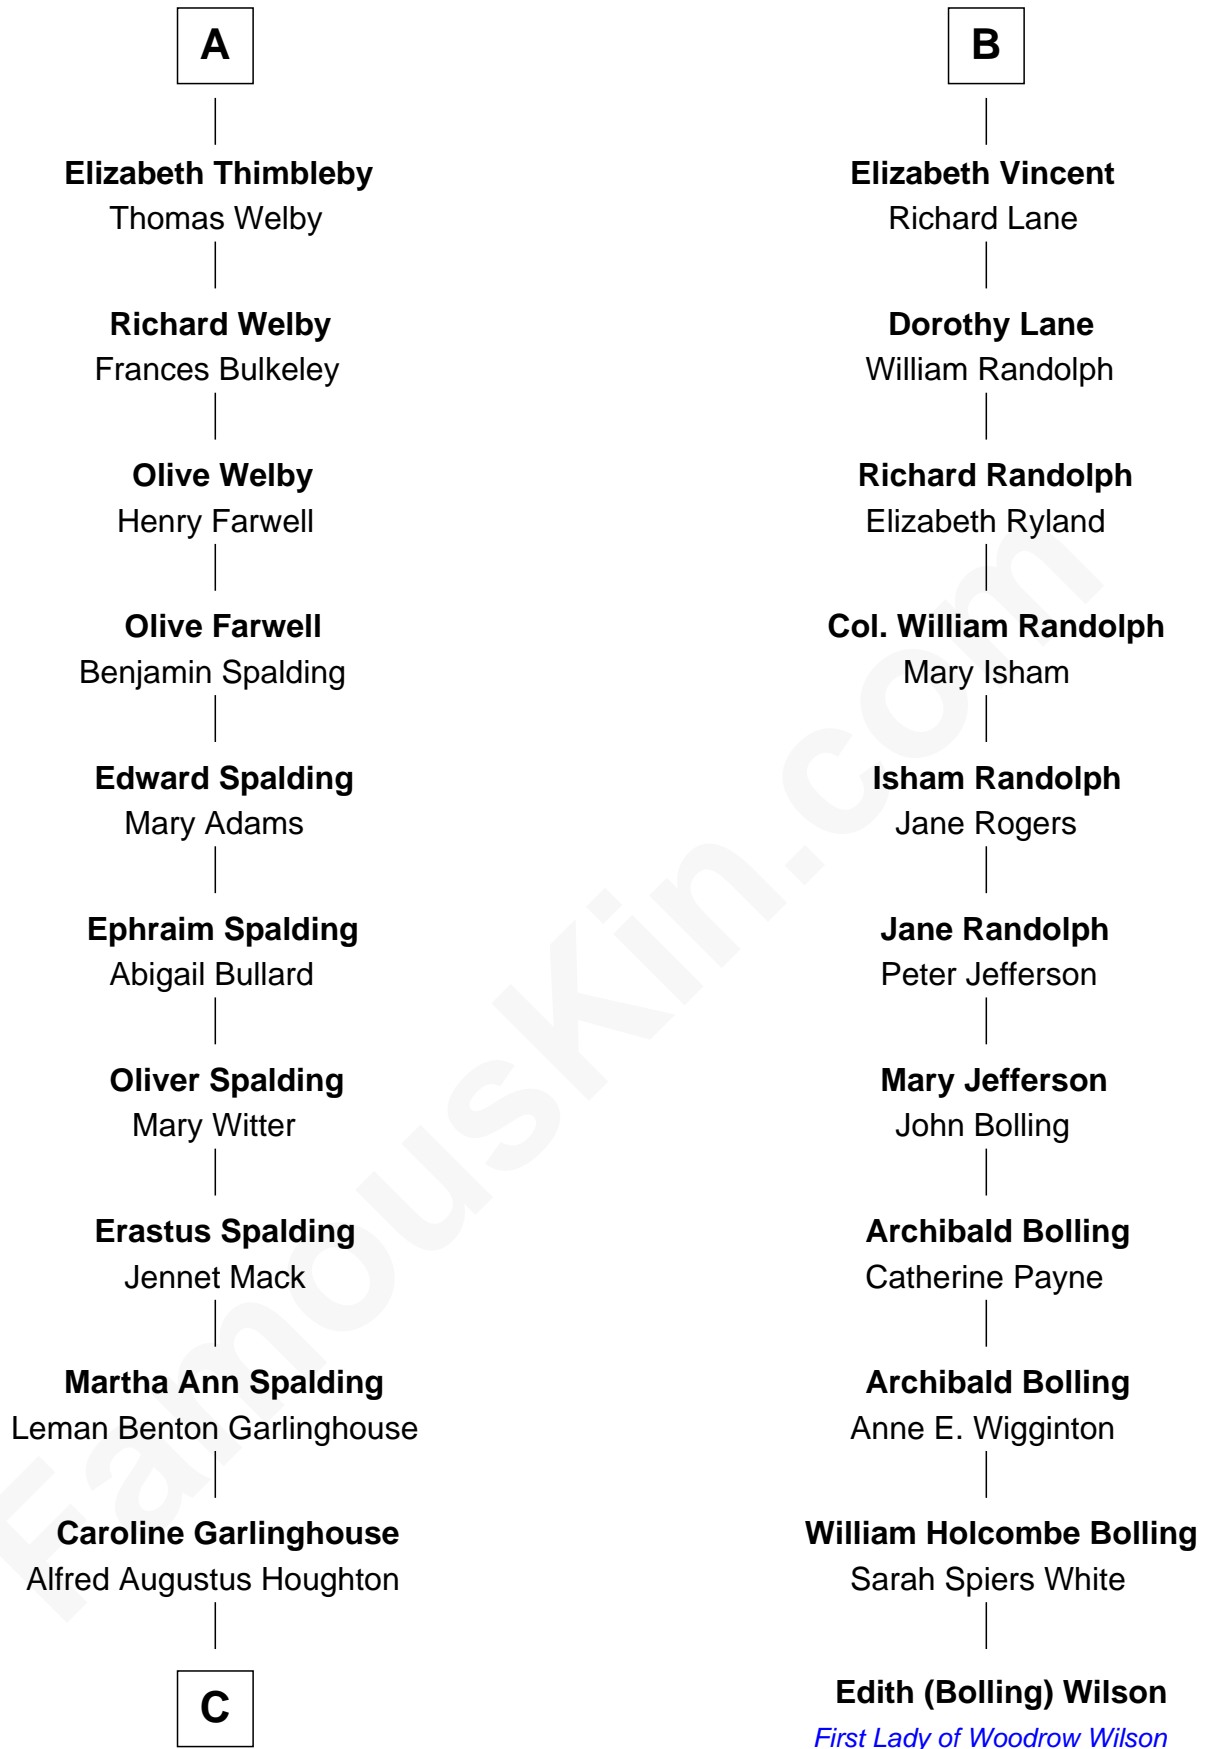 A
Elizabeth Thimbleby
Thomas Welby
Richard Welby
Frances Bulkeley
Olive Welby
Henry Farwell
Olive Farwell
Benjamin Spalding
Edward Spalding
Mary Adams
Ephraim Spalding
Abigail Bullard
Oliver Spalding
Mary Witter
Erastus Spalding
Jennet Mack
Martha Ann Spalding
Leman Benton Garlinghouse
Caroline Garlinghouse
Alfred Augustus Houghton
C
B
Elizabeth Vincent
Richard Lane
Dorothy Lane
William Randolph
Richard Randolph
Elizabeth Ryland
Col. William Randolph
Mary Isham
Isham Randolph
Jane Rogers
Jane Randolph
Peter Jefferson
Mary Jefferson
John Bolling
Archibald Bolling
Catherine Payne
Archibald Bolling
Anne E. Wigginton
William Holcombe Bolling
Sarah Spiers White
Edith (Bolling) Wilson
First Lady of Woodrow Wilson
FamousKin.com